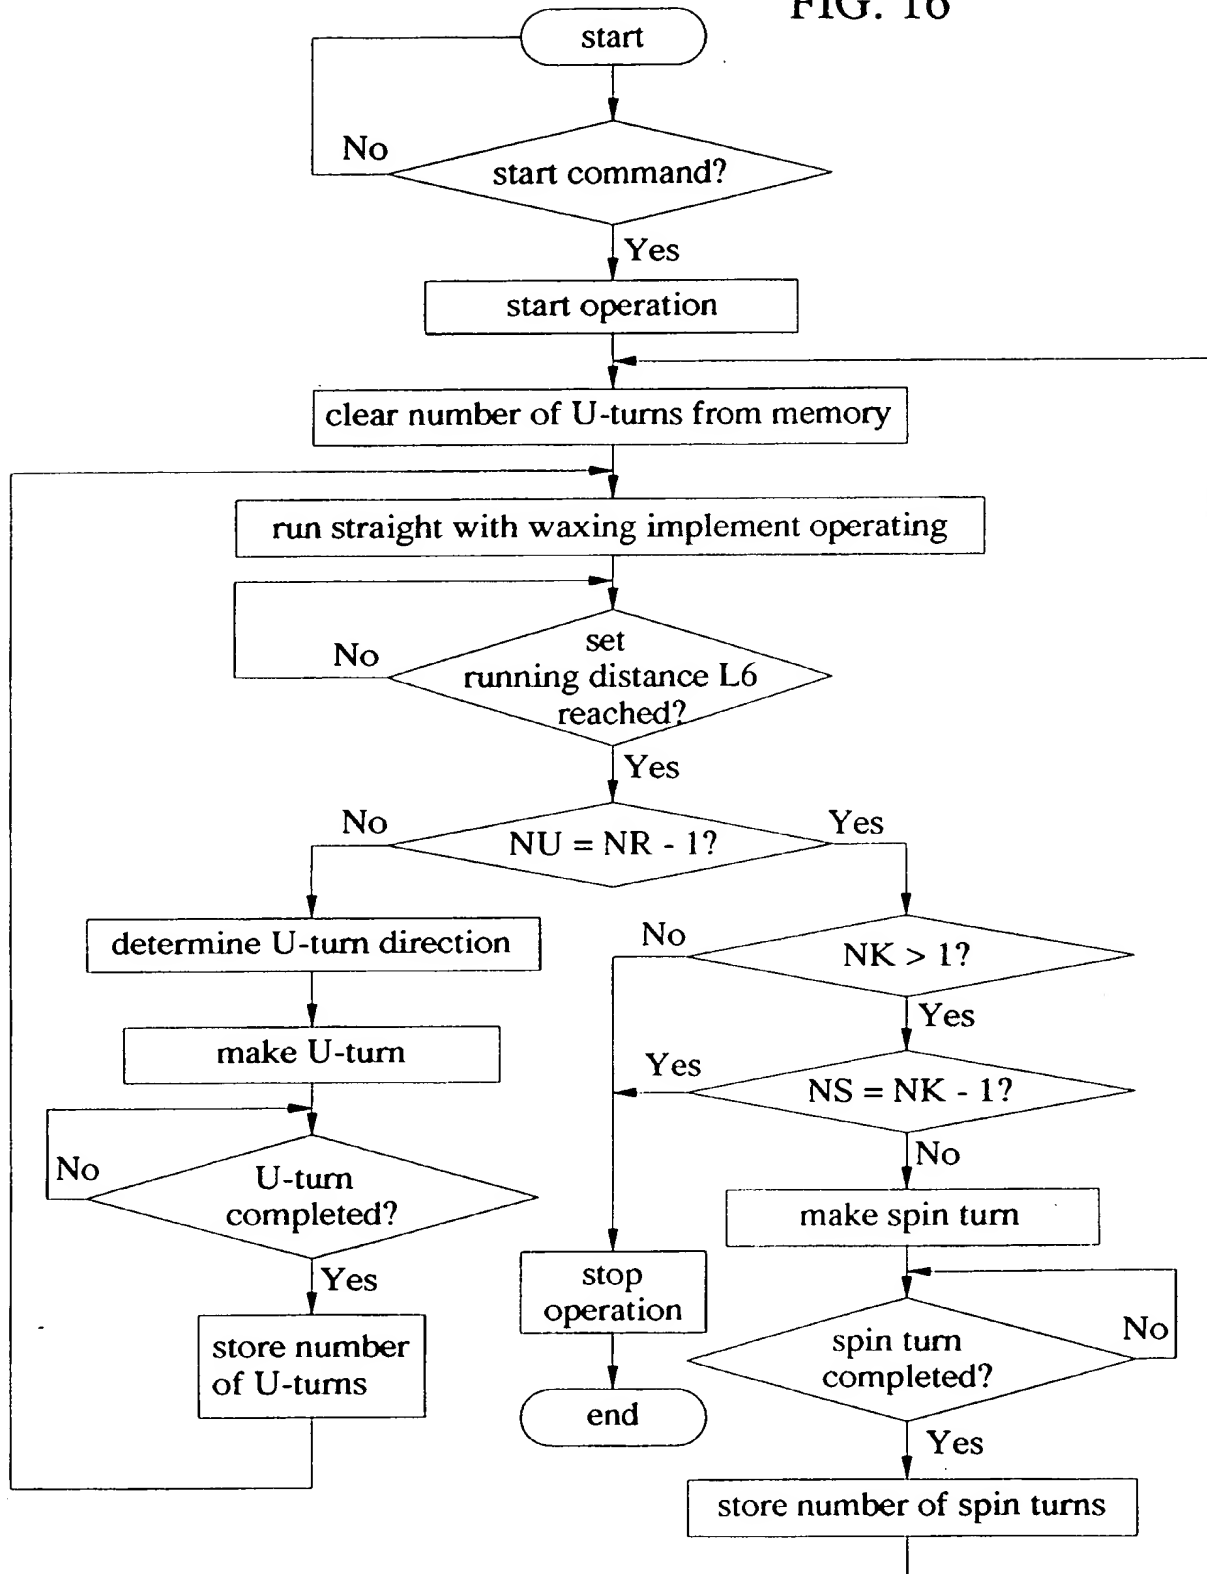 FIG. 16
start
No
start command?
Yes
start operation
clear number of U-turns from memory
run straight with waxing implement operating
No
set
running distance L6
reached?
Yes
No
NU = NR - 1?
Yes
determine U-turn direction
No
NK > 1?
Yes
make U-turn
Yes
NS = NK - 1?
No
No
U-turn
completed?
Yes
make spin turn
stop
operation
No
spin turn
completed?
store number
of U-turns
end
Yes
store number of spin turns